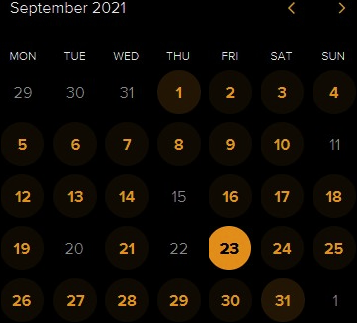 September 2021
MON TUE WED THU FRI SAT SUN
29 30 31 1 2 3 4
5 6 7 8 9 10 11
12 13 14 15 16 17 18
19 20 21 22 23 24 25
26 27 28 29 30 31 1